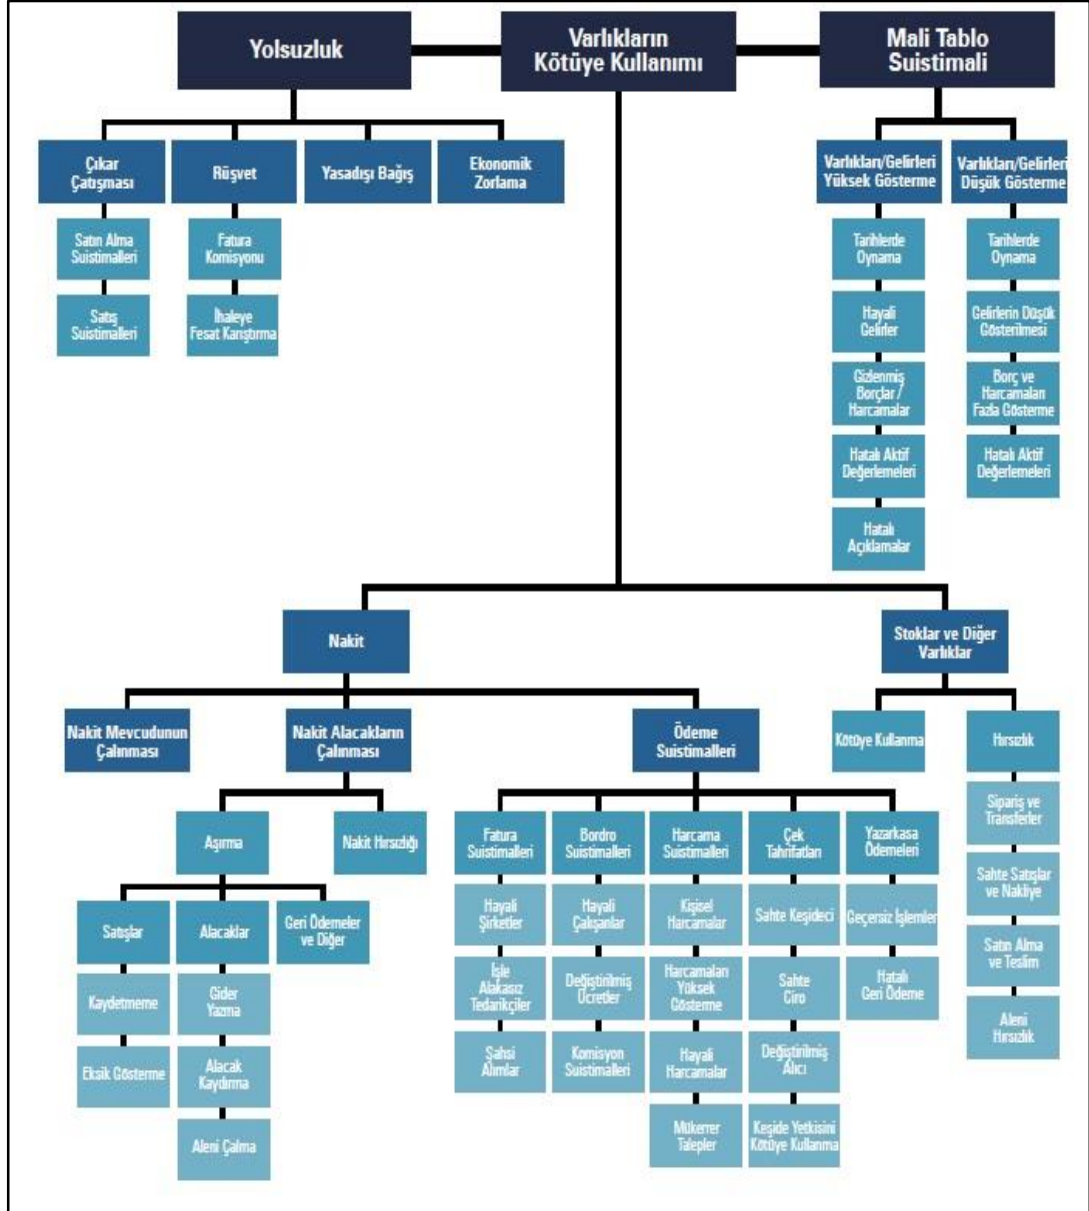 Yolsuzluk
Varlıkların
Kötüye Kullanımı
Mali Tablo
Suistimali
Çıkar
Çatışması
Rüşvet
Yasadışı Bağış
Ekonomik
Zorlama
Varlıkları/Gelirleri
Yüksek Gösterme
Varlıkları/Gelirleri
Düşük Gösterme
Satın Alma
Suistimalleri
Satış
Suistimalleri
Fatura
Komisyonu
İhaleye
Fesat Karıştırma
Tarihlerde
Oynama
Hayali
Gelirler
Gizlenmiş
Borçlar /
Harcamalar
Hatalı Aktif
Değerlemeleri
Hatalı
Açıklamalar
Tarihlerde
Oynama
Gelirlerin Düşük
Gösterilmesi
Borç ve
Harcamaları
Fazla Gösterme
Hatalı Aktif
Değerlemeleri
Nakit
Stoklar ve Diğer
Varlıklar
Nakit Mevcudunun
Çalınması
Nakit Alacakların
Çalınması
Ödeme
Suistimalleri
Kötüye Kullanma
Hırsızlık
Aşırma
Nakit Hırsızlığı
Satışlar
Alacaklar
Geri Ödemeler
ve Diğer
Kaydetmeme
Eksik Gösterme
Gider
Yazma
Alacak
Kaydırma
Aleni Çalma
Fatura
Suistimalleri
Hayali
Şirketler
İşle
Alakasız
Tedarikçiler
Şahsi
Alımlar
Bordro
Suistimalleri
Hayali
Çalışanlar
Değiştirilmiş
Ücretler
Komisyon
Suistimalleri
Harcama
Suistimalleri
Kişisel
Harcamalar
Harcamaları
Yüksek
Gösterme
Hayali
Harcamalar
Mükerrer
Talepler
Çek
Tahrifatları
Sahte Keşideci
Sahte
Ciro
Değiştirilmiş
Alıcı
Keşide Yetkisini
Kötüye Kullanma
Yazarkasa
Ödemeleri
Geçersiz İşlemler
Hatalı
Geri Ödeme
Sipariş ve
Transferler
Sahte Satışlar
ve Nakliye
Satın Alma
ve Teslim
Aleni
Hırsızlık